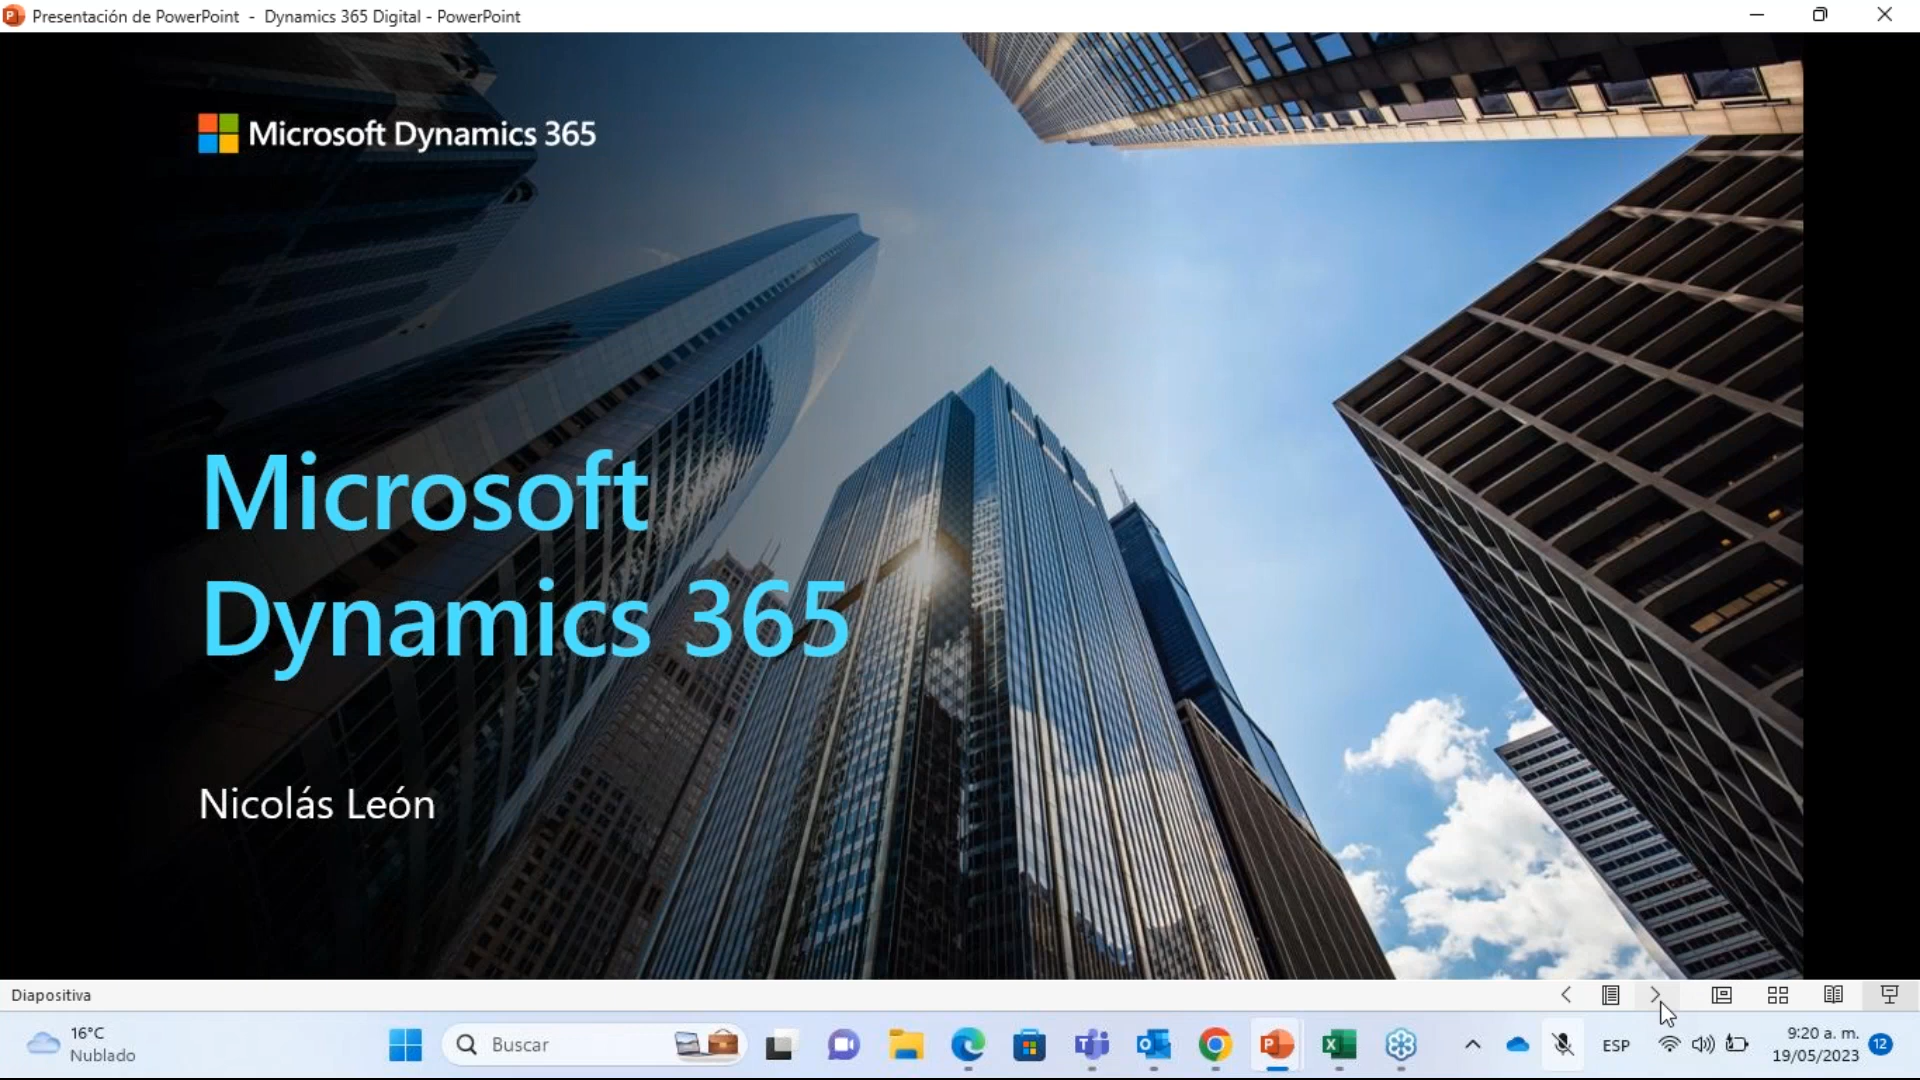 Presentación de PowerPoint - Dynamics 365 Digital - PowerPoint
Microsoft Dynamics 365
Microsoft
Dynamics 365
Nicolás León
Diapositiva
16°C
Nublado
Buscar
ESP
9:20 a. m.
19/05/2023
12